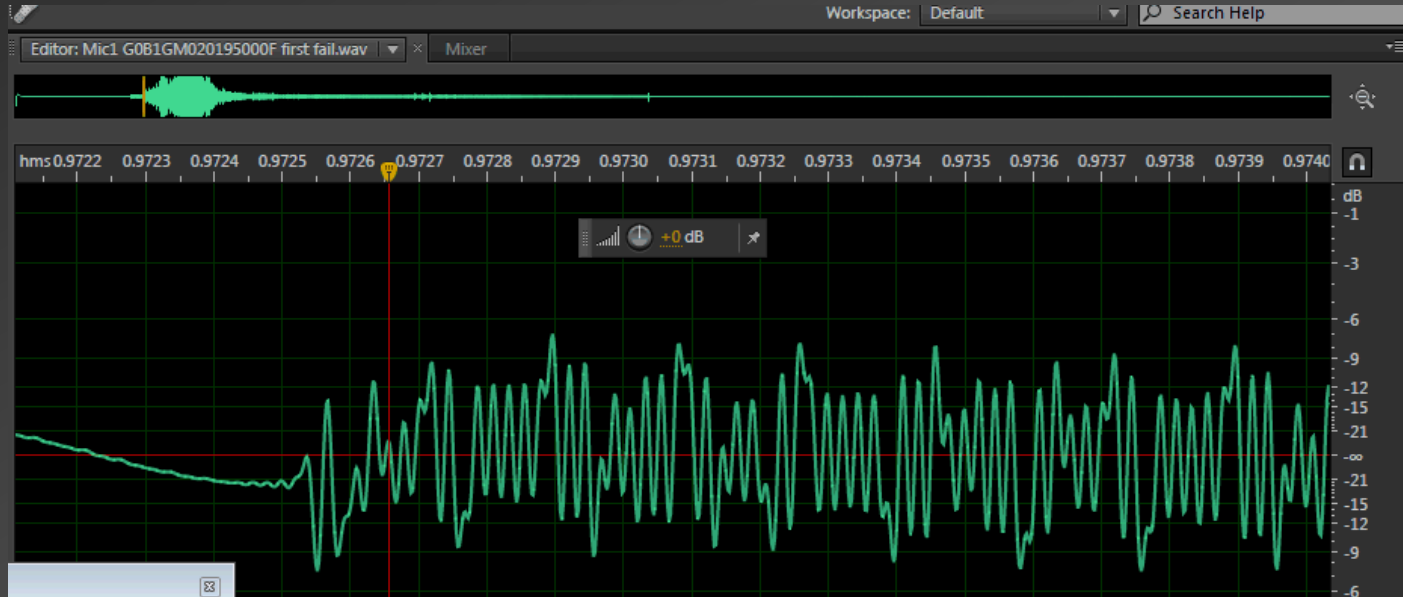 Workspace: Default Search Help
Editor: Mic1 G0B1GM020195000F first fail.wav Mixer
hms 0.9722 0.9723 0.9724 0.9725 0.9726 0.9727 0.9728 0.9729 0.9730 0.9731 0.9732 0.9733 0.9734 0.9735 0.9736 0.9737 0.9738 0.9739 0.9740
dB
-1
+0 dB
-3
-6
-9
-12
-15
-21
-∞
-21
-15
-12
-9
-6